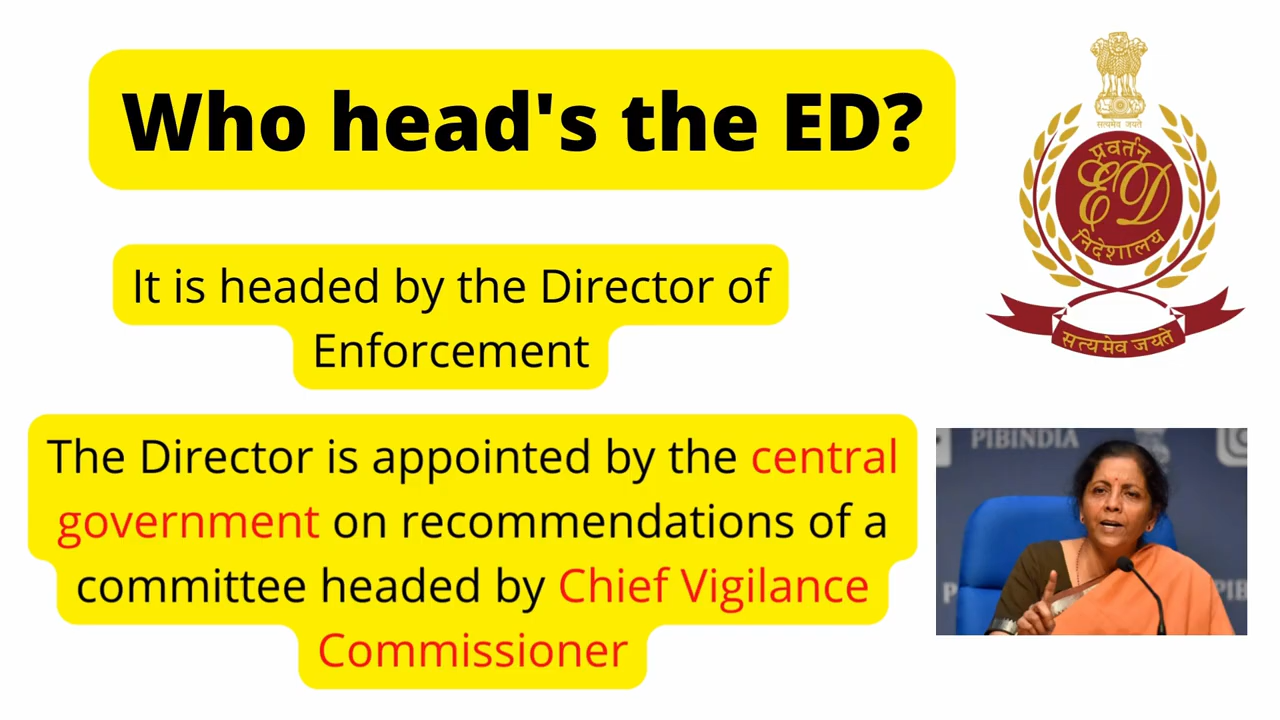 Who head's the ED?
It is headed by the Director of
Enforcement
The Director is appointed by the central
government on recommendations of a
committee headed by Chief Vigilance
Commissioner
सत्यमेव जयते
प्रवर्तन
ED
निदेशालय
सत्यमेव जयते
PIBINDIA